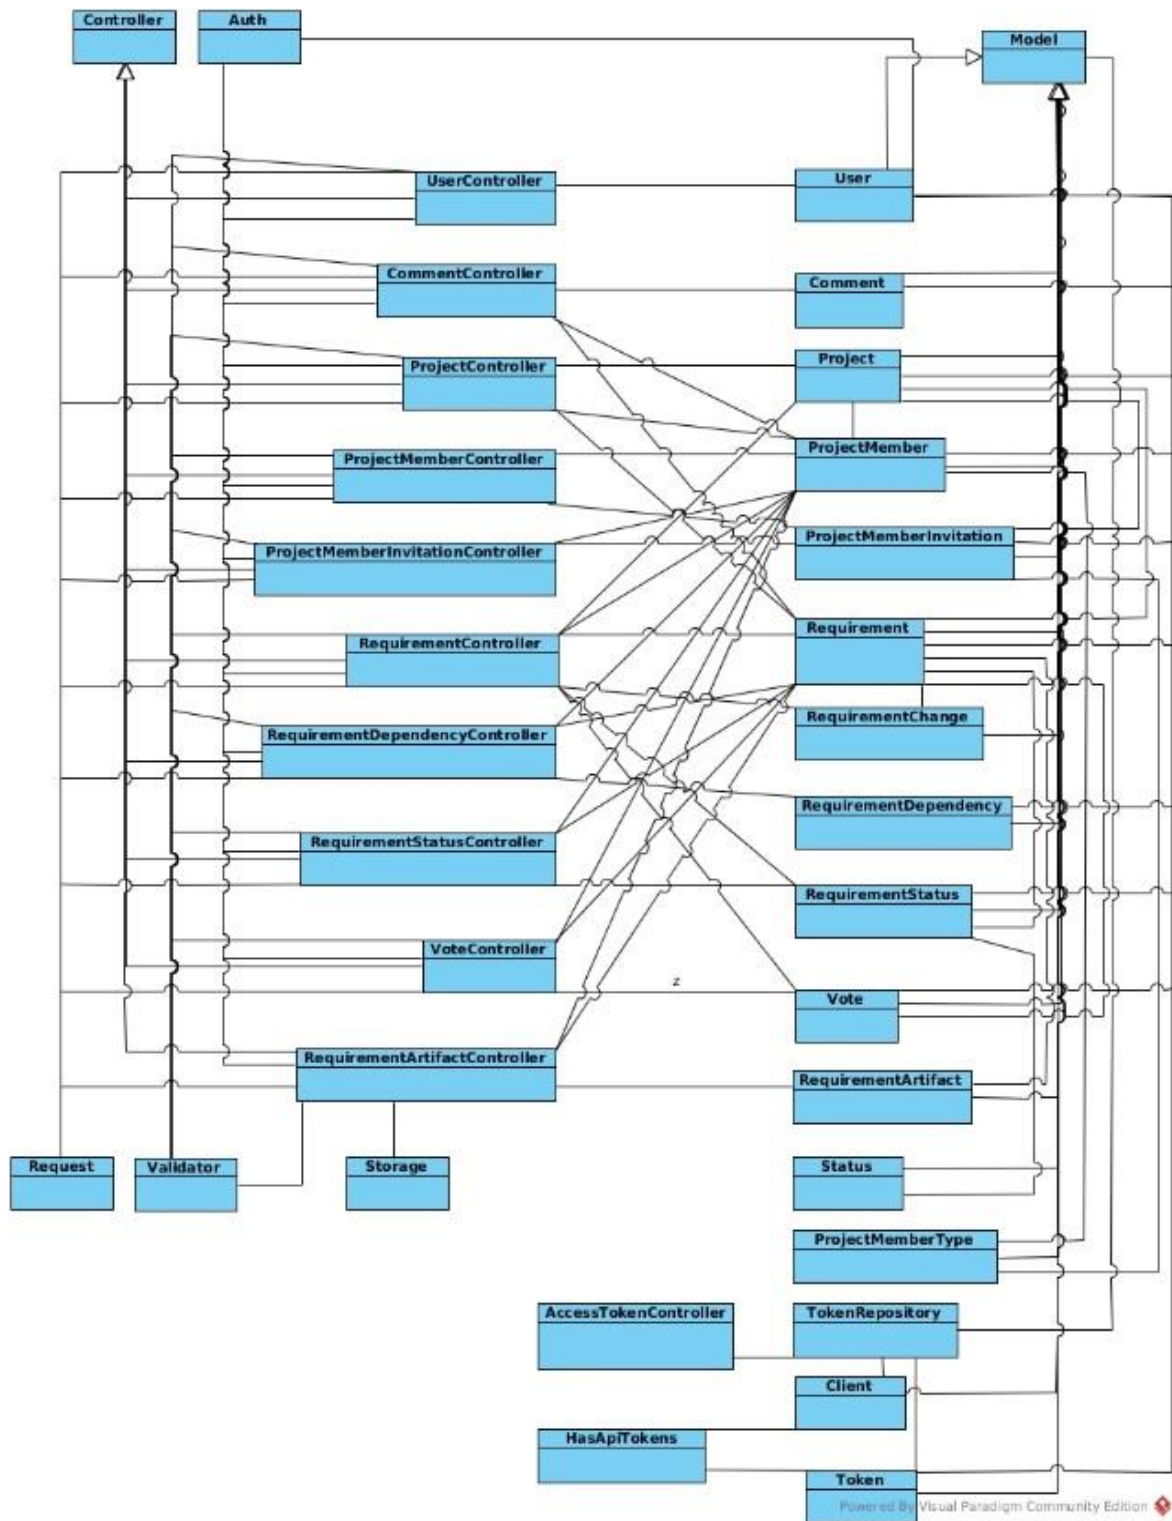 Controller
Auth
Model
UserController
User
CommentController
Comment
ProjectController
Project
ProjectMemberController
ProjectMember
ProjectMemberInvitationController
ProjectMemberInvitation
RequirementController
Requirement
RequirementDependencyController
RequirementChange
RequirementDependency
RequirementStatusController
RequirementStatus
VoteController
z
Vote
RequirementArtifactController
RequirementArtifact
Request
Validator
Storage
Status
ProjectMemberType
AccessTokenController
TokenRepository
Client
HasApiTokens
Token
Powered By Visual Paradigm Community Edition